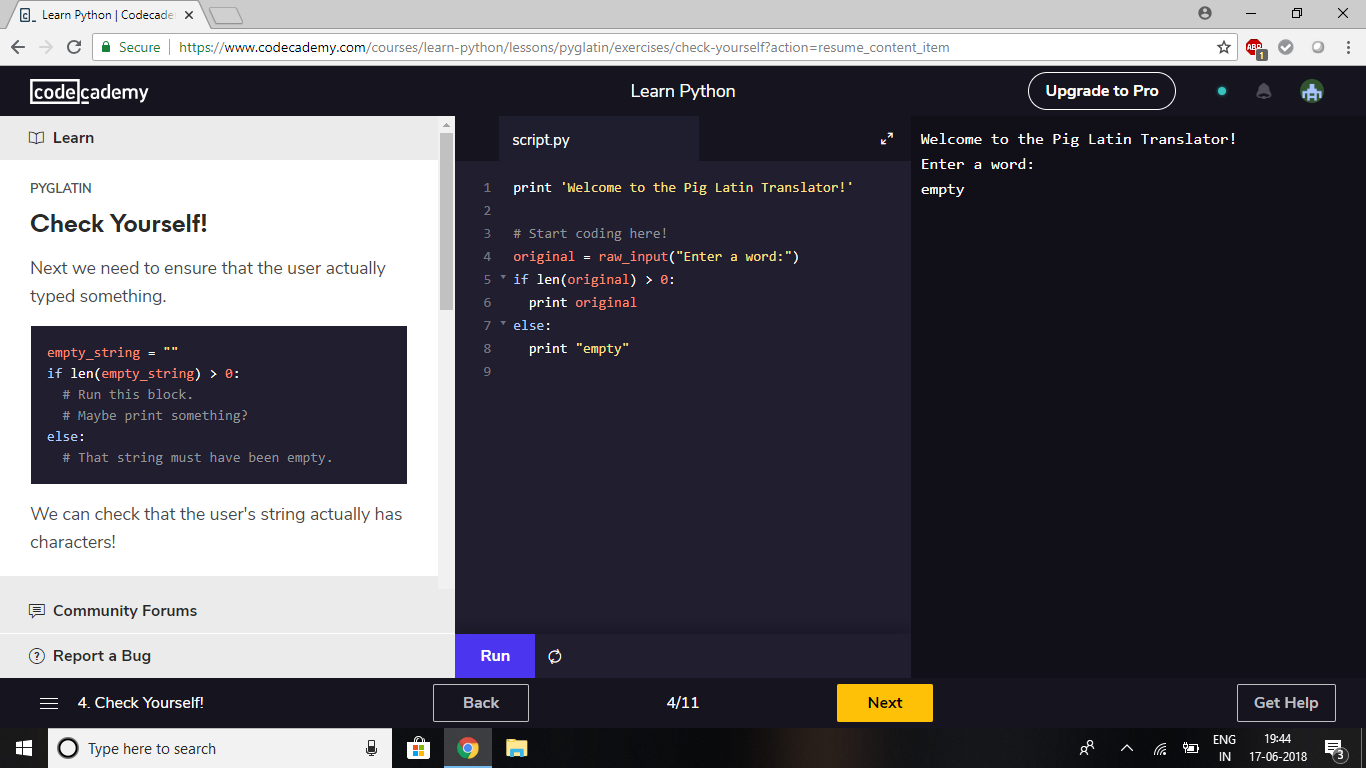 Learn Python | Codecade
Secure
https://www.codecademy.com/courses/learn-python/lessons/pyglatin/exercises/check-yourself?action=resume_content_item
ABP
1
codecademy
Learn Python
Upgrade to Pro
Learn
PYGLATIN
Check Yourself!
Next we need to ensure that the user actually
typed something.
empty_string = ""
if len(empty_string) > 0:
  # Run this block.
  # Maybe print something?
else:
  # That string must have been empty.
We can check that the user's string actually has
characters!
Community Forums
Report a Bug
script.py
1 print 'Welcome to the Pig Latin Translator!'
2
3 # Start coding here!
4 original = raw_input("Enter a word:")
5 if len(original) > 0:
6   print original
7 else:
8   print "empty"
9
Run
Welcome to the Pig Latin Translator!
Enter a word:
empty
4. Check Yourself!
Back
4/11
Next
Get Help
Type here to search
ENG
IN
19:44
17-06-2018
3